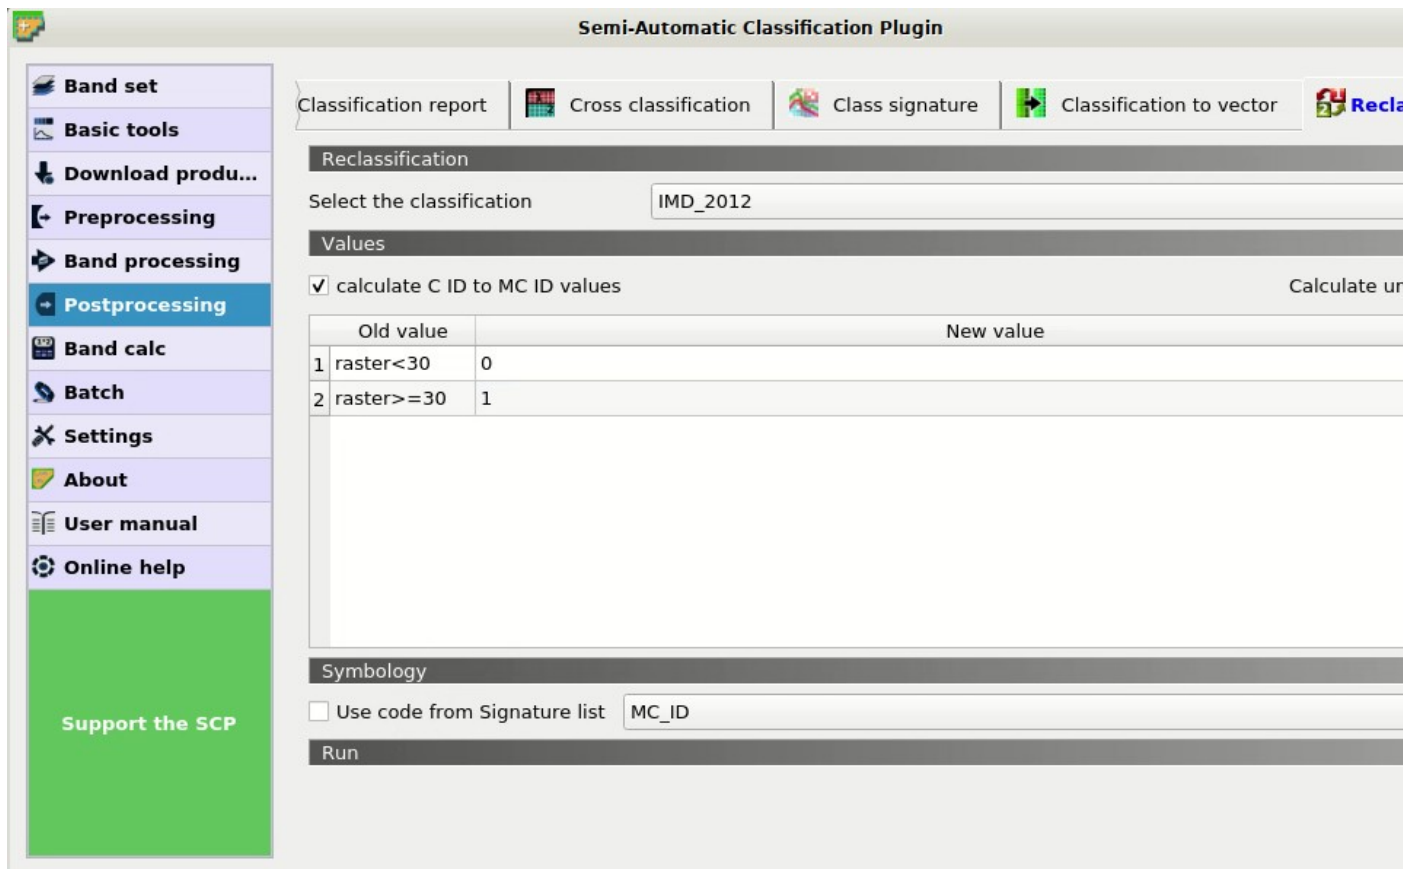 Semi-Automatic Classification Plugin
Band set
Basic tools
Download produ...
Preprocessing
Band processing
Postprocessing
Band calc
Batch
Settings
About
User manual
Online help
Support the SCP
Classification report
Cross classification
Class signature
Classification to vector
Recla
Reclassification
Select the classification IMD_2012
Values
calculate C ID to MC ID values
Calculate un
Old value New value
1 raster<30 0
2 raster>=30 1
Symbology
Use code from Signature list MC_ID
Run